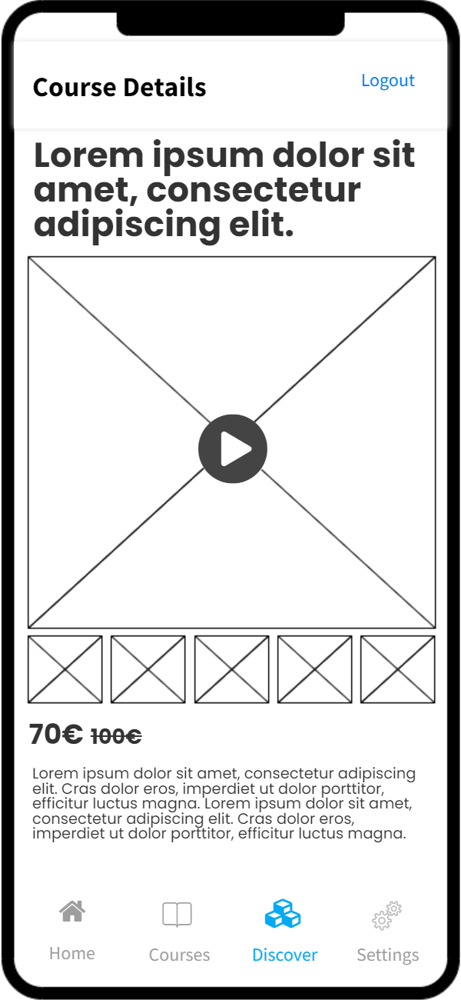 Course Details
Logout
Lorem ipsum dolor sit
amet, consectetur
adipiscing elit.
70€ 100€
Lorem ipsum dolor sit amet, consectetur adipiscing
elit. Cras dolor eros, imperdiet ut dolor porttitor,
efficitur luctus magna. Lorem ipsum dolor sit amet,
consectetur adipiscing elit. Cras dolor eros,
imperdiet ut dolor porttitor, efficitur luctus magna.
Home
Courses
Discover
Settings